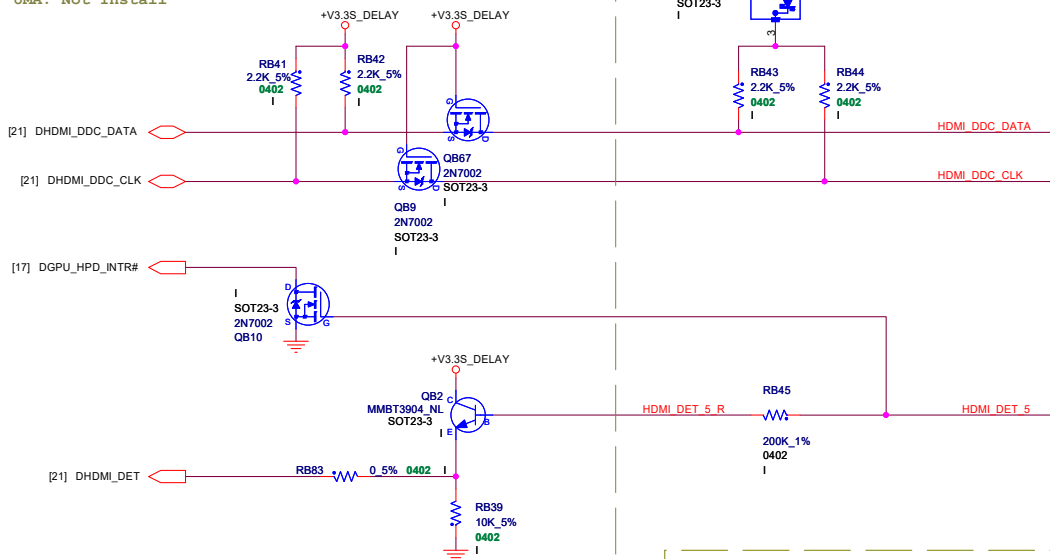 UMA: Not Install
SOT23-3
I
3
+V3.3S_DELAY
+V3.3S_DELAY
RB41
2.2K_5%
0402
I
RB42
2.2K_5%
0402
I
RB43
2.2K_5%
0402
I
RB44
2.2K_5%
0402
I
G
S
D
[21] DHDMI_DDC_DATA
HDMI_DDC_DATA
QB67
2N7002
SOT23-3
I
G
S
D
[21] DHDMI_DDC_CLK
HDMI_DDC_CLK
QB9
2N7002
SOT23-3
I
[17] DGPU_HPD_INTR#
D
S
G
I
SOT23-3
2N7002
QB10
+V3.3S_DELAY
QB2
MMBT3904_NL
SOT23-3
I
C
B
E
HDMI_DET_5_R
RB45
200K_1%
0402
I
HDMI_DET_5
[21] DHDMI_DET
RB83
0_5%
0402
I
RB39
10K_5%
0402
I